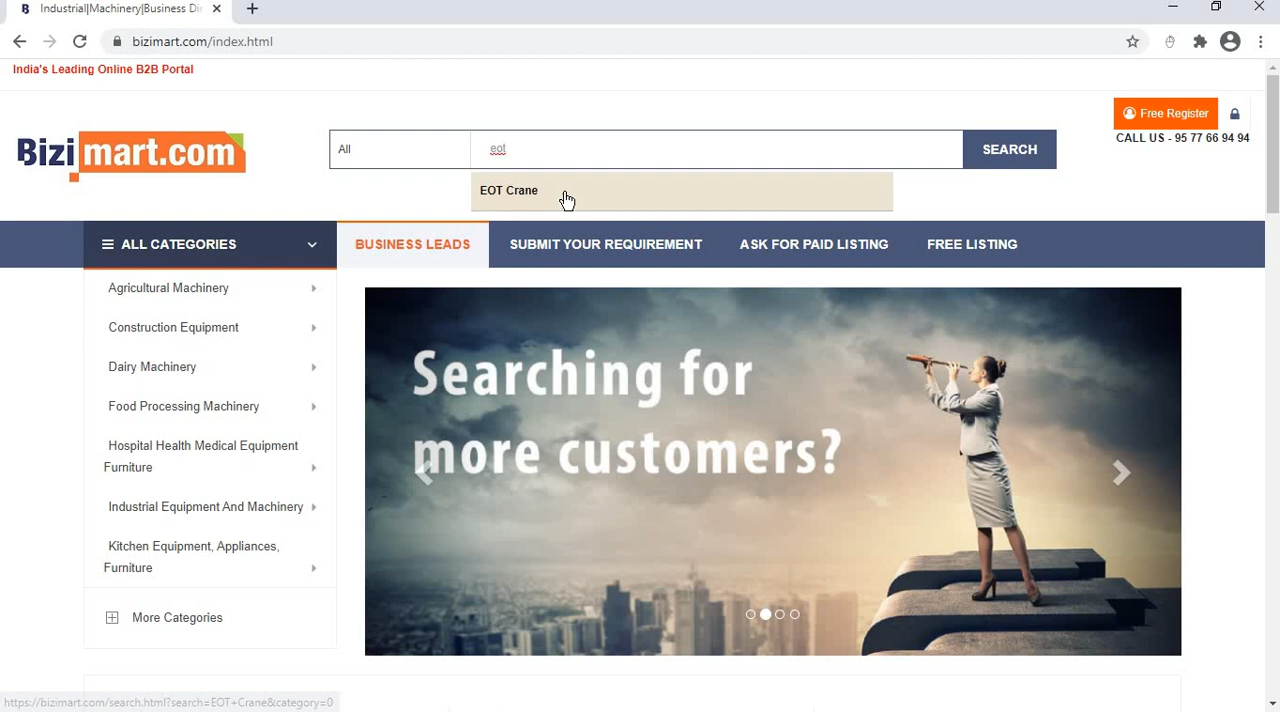 B Industrial|Machinery|Business Di
bizimart.com/index.html
India's Leading Online B2B Portal
Bizimart.com
All
eot
SEARCH
Free Register
CALL US - 95 77 66 94 94
EOT Crane
ALL CATEGORIES
BUSINESS LEADS
SUBMIT YOUR REQUIREMENT
ASK FOR PAID LISTING
FREE LISTING
Agricultural Machinery
Construction Equipment
Dairy Machinery
Food Processing Machinery
Hospital Health Medical Equipment
Furniture
Industrial Equipment And Machinery
Kitchen Equipment, Appliances,
Furniture
More Categories
Searching for
more customers?
https://bizimart.com/search.html?search=EOT+Crane&category=0